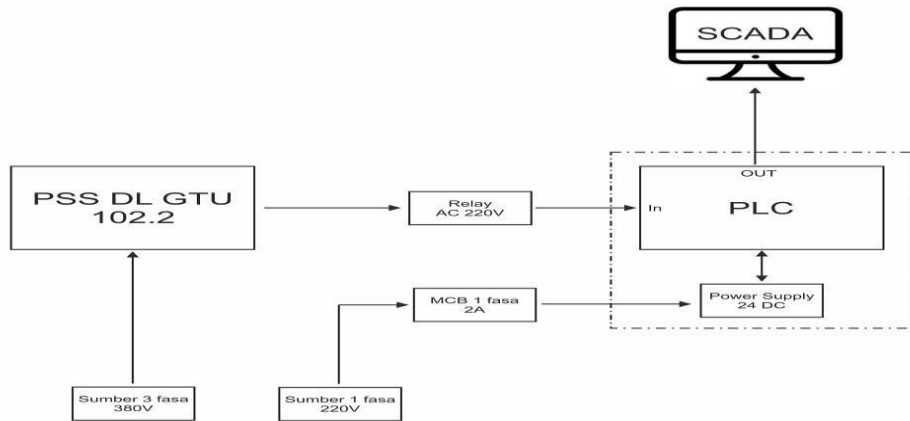 SCADA
PSS DL GTU
102.2
Relay
AC 220V
OUT
In
PLC
MCB 1 fasa
2A
Power Supply
24 DC
Sumber 3 fasa
380V
Sumber 1 fasa
220V